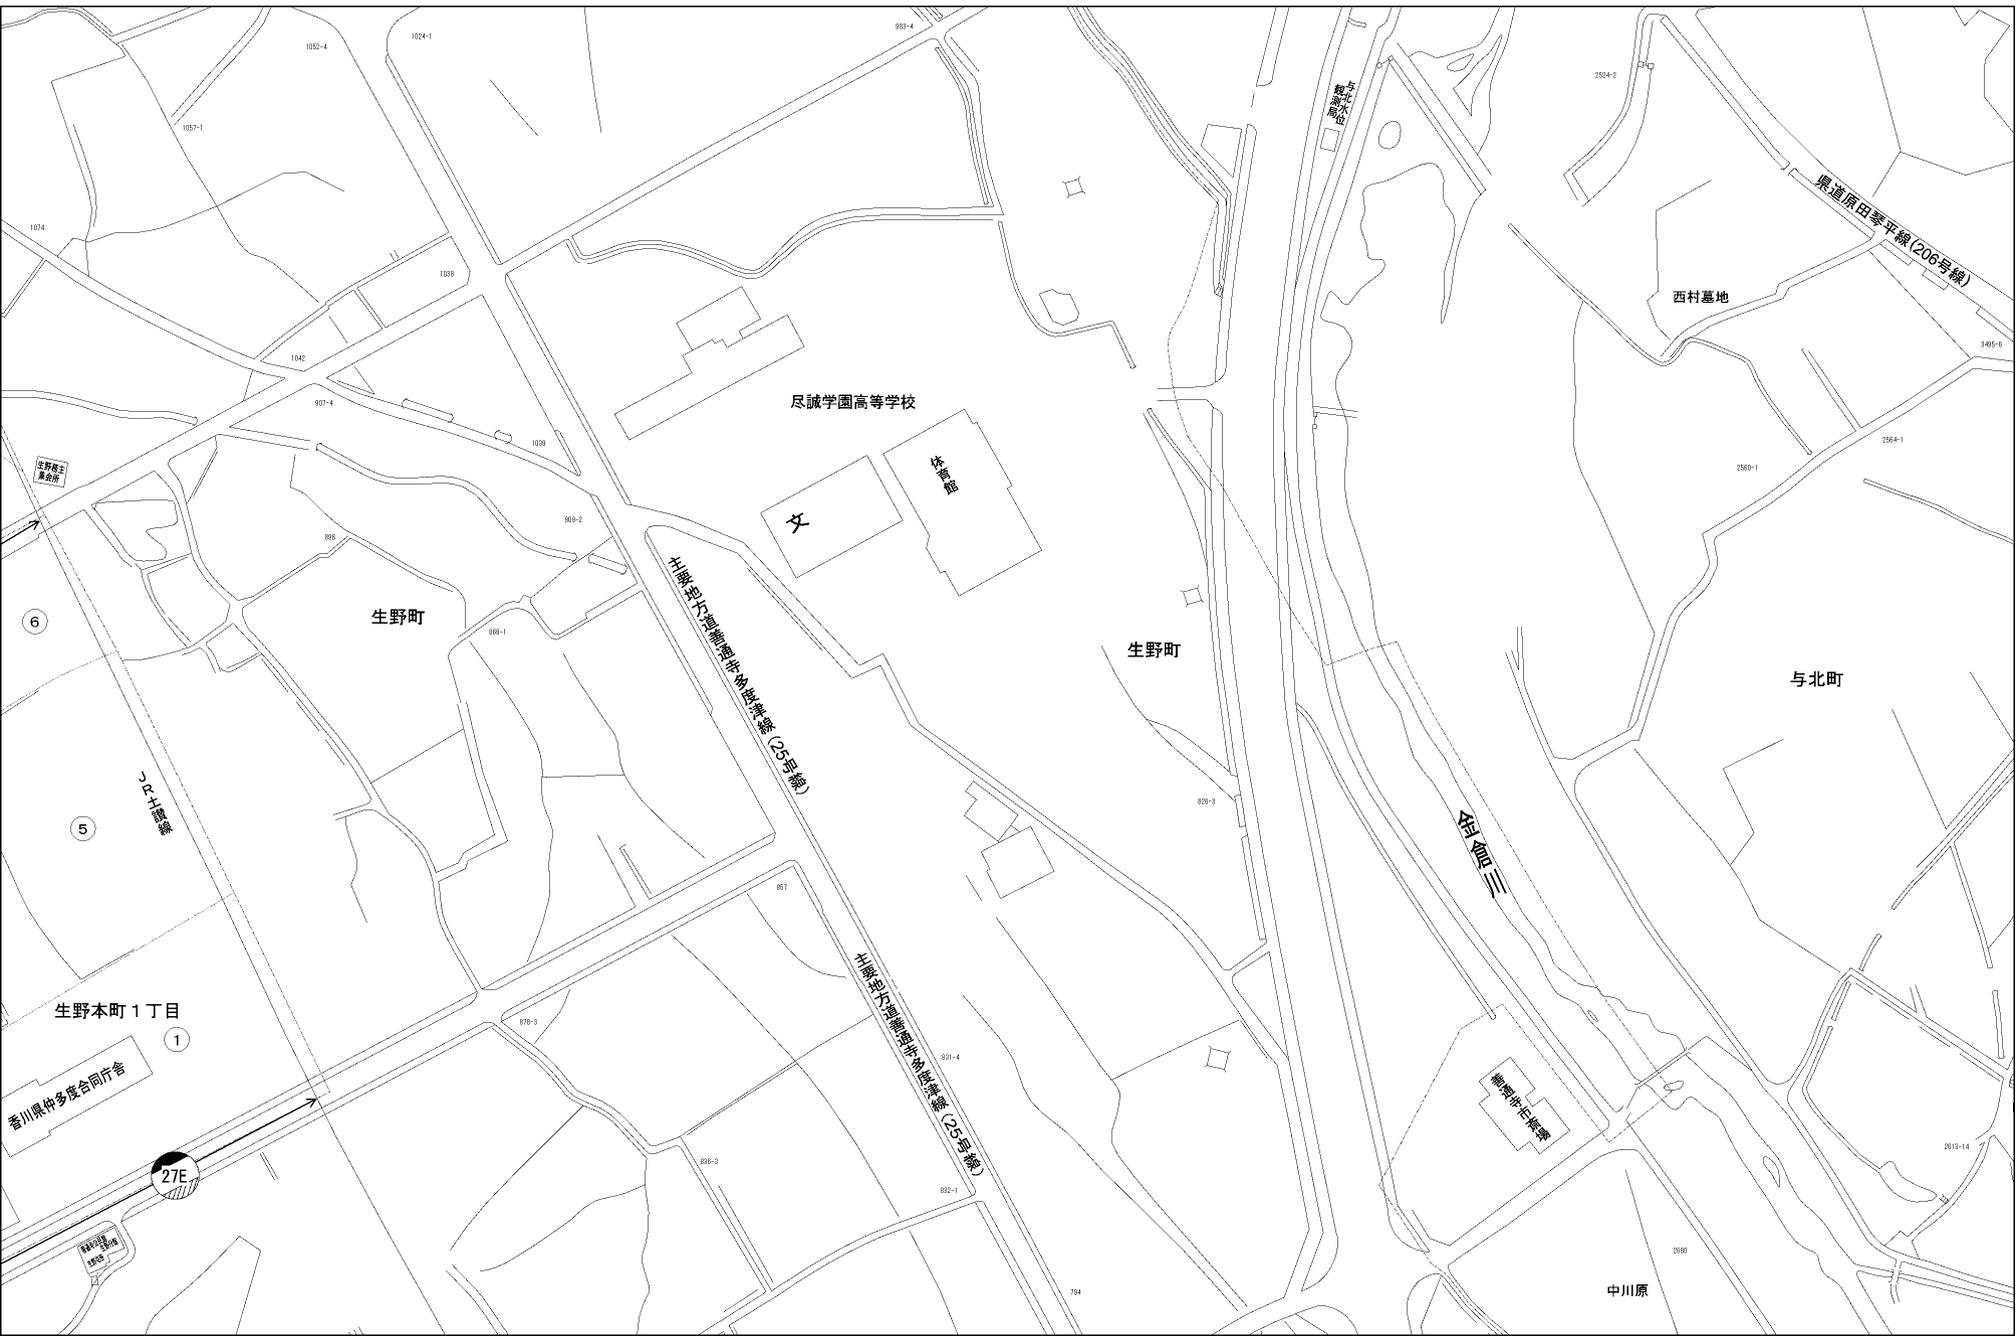 983-4
1024-1
1052-4
2524-2
与北水位
観測局
1057-1
県道原田琴平線(206号線)
1074
1038
西村墓地
3495-6
1042
907-4
尽誠学園高等学校
1039
2564-1
体育館
2560-1
909-2
文
896
主要地方道善通寺多度津線(25号線)
6
生野町
869-1
生野町
与北町
JR土讃線
826-3
5
金倉川
857
主要地方道善通寺多度津線(25号線)
生野本町1丁目
878-3
1
831-4
香川県仲多度合同庁舎
善通寺市斎場
2613-14
836-3
27E
832-1
2680
794
中川原